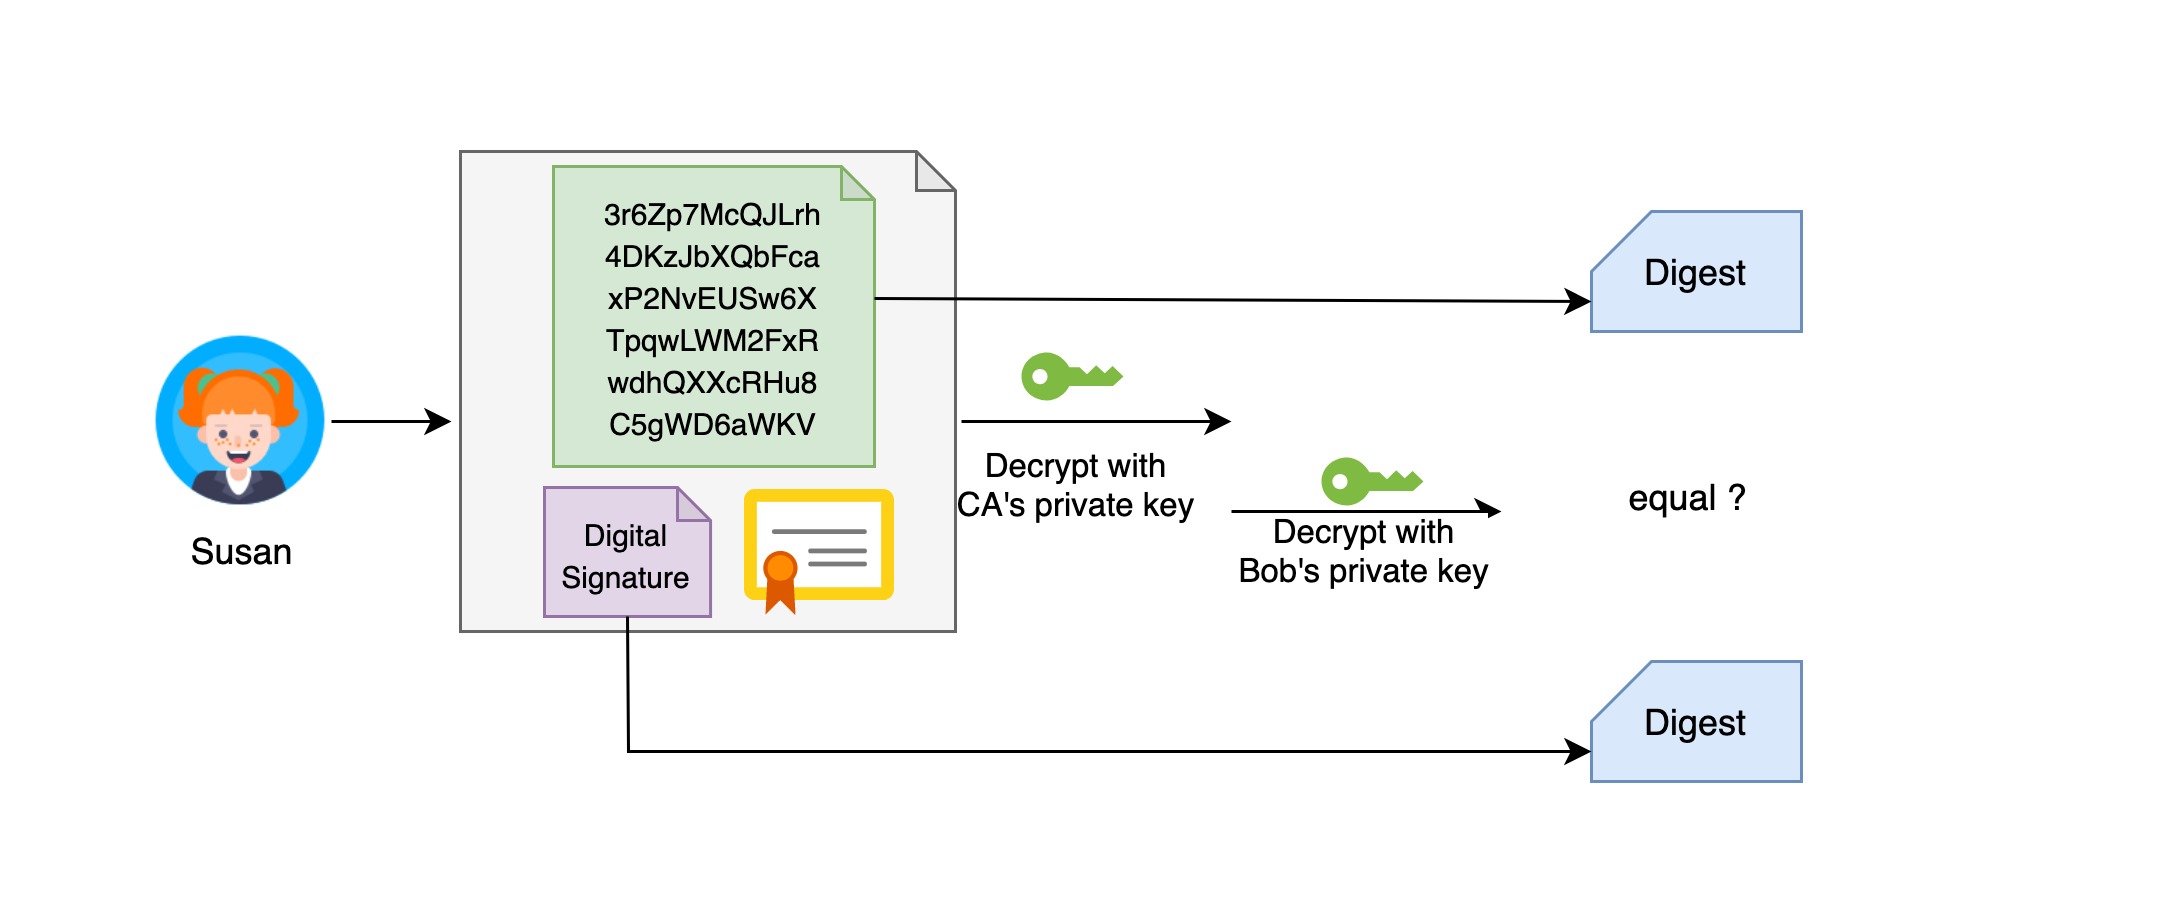 3r6Zp7McQJLrh
4DKzJbXQbFca
xP2NvEUSw6X
TpqwLWM2FxR
wdhQXXcRHu8
C5gWD6aWKV
Digital
Signature
Susan
Decrypt with
CA's private key
Decrypt with
Bob's private key
Digest
equal ?
Digest